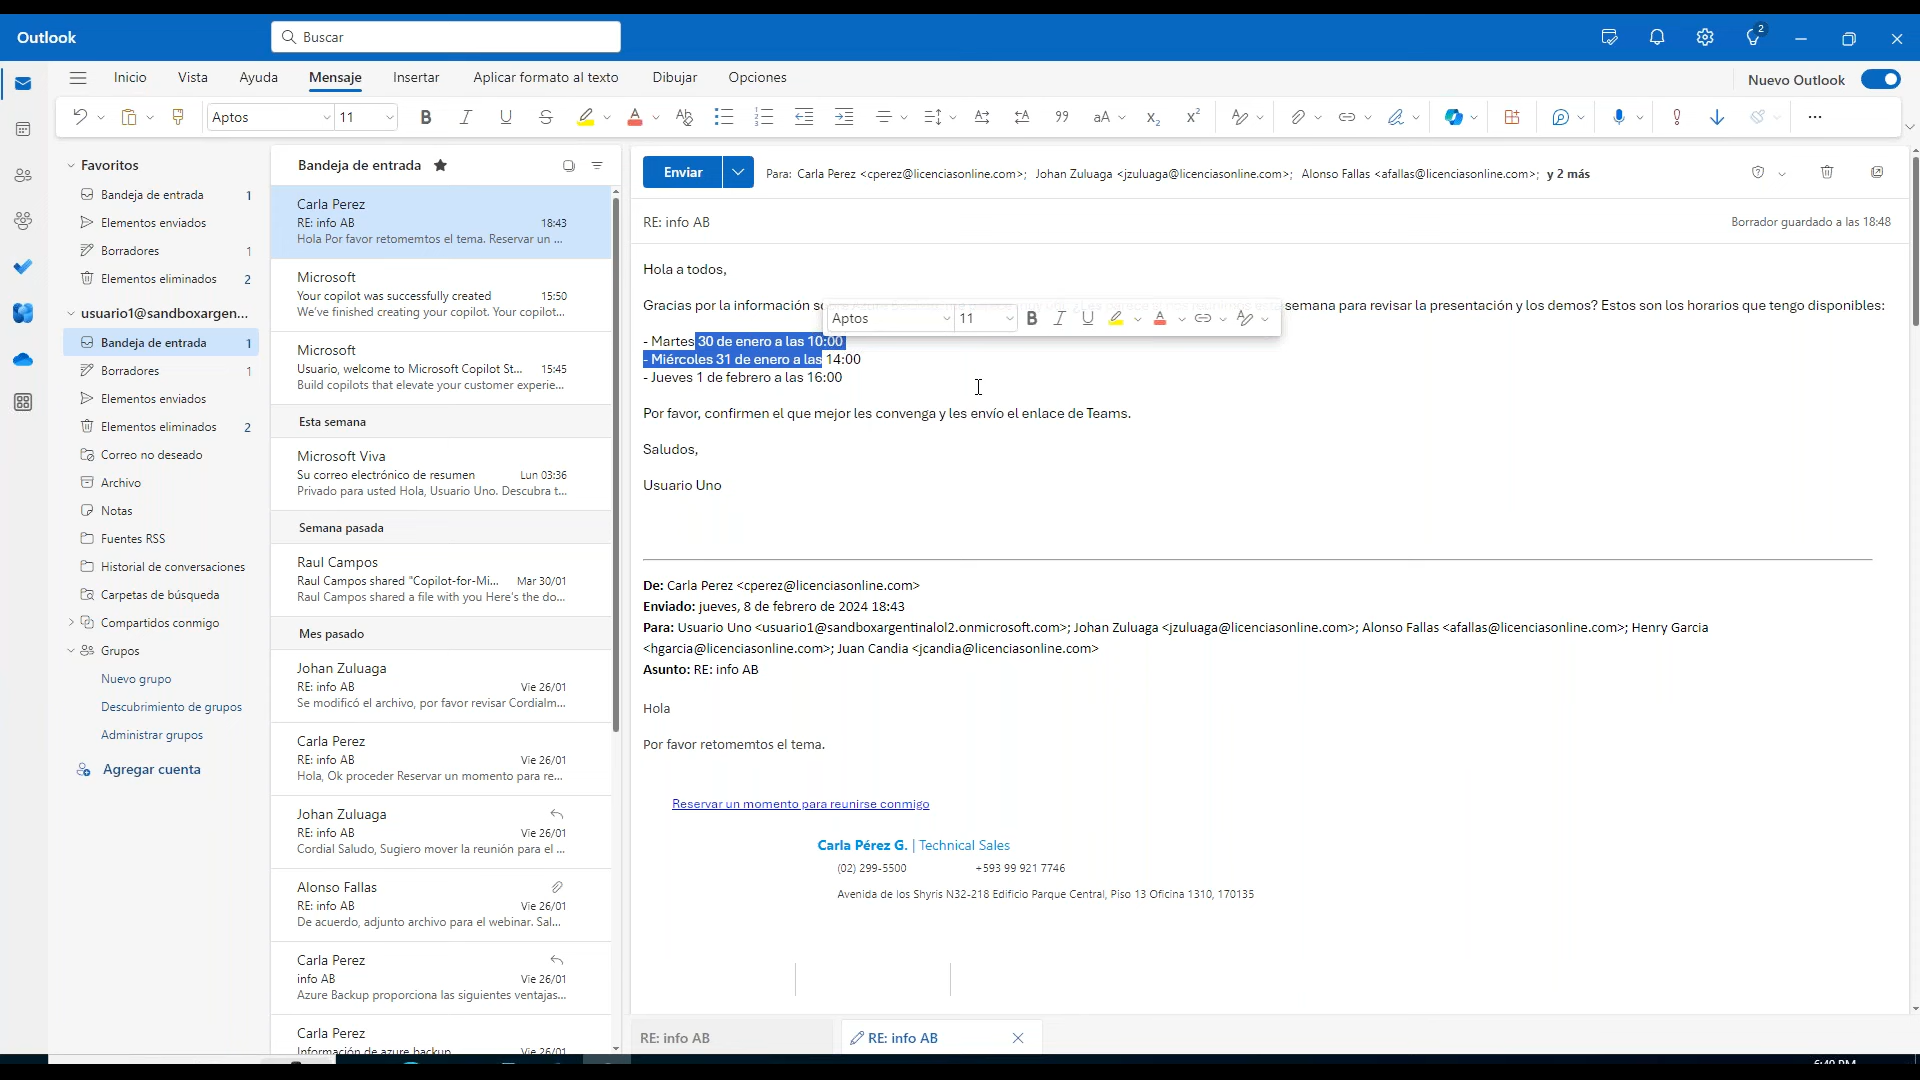 Outlook
Buscar
2
Inicio
Vista
Ayuda
Mensaje
Insertar
Aplicar formato al texto
Dibujar
Opciones
Nuevo Outlook
Aptos
11
Favoritos
Bandeja de entrada 1
Elementos enviados
Borradores 1
Elementos eliminados 2
usuario1@sandboxargen...
Bandeja de entrada 1
Borradores 1
Elementos enviados
Elementos eliminados 2
Correo no deseado
Archivo
Notas
Fuentes RSS
Historial de conversaciones
Carpetas de búsqueda
Compartidos conmigo
Grupos
Nuevo grupo
Descubrimiento de grupos
Administrar grupos
Agregar cuenta
Bandeja de entrada
Carla Perez
RE: info AB 18:43
Hola Por favor retomemtos el tema. Reservar un ...
Microsoft
Your copilot was successfully created 15:50
We've finished creating your copilot. Your copilot...
Microsoft
Usuario, welcome to Microsoft Copilot St... 15:45
Build copilots that elevate your customer experie...
Esta semana
Microsoft Viva
Su correo electrónico de resumen Lun 03:36
Privado para usted Hola, Usuario Uno. Descubra t...
Semana pasada
Raul Campos
Raul Campos shared "Copilot-for-Mi... Mar 30/01
Raul Campos shared a file with you Here's the do...
Mes pasado
Johan Zuluaga
RE: info AB Vie 26/01
Se modificó el archivo, por favor revisar Cordialm...
Carla Perez
RE: info AB Vie 26/01
Hola, Ok proceder Reservar un momento para re...
Johan Zuluaga
RE: info AB Vie 26/01
Cordial Saludo, Sugiero mover la reunión para el ...
Alonso Fallas
RE: info AB Vie 26/01
De acuerdo, adjunto archivo para el webinar. Sal...
Carla Perez
info AB Vie 26/01
Azure Backup proporciona las siguientes ventajas...
Carla Perez
Información de azure backup Vie 26/01
Enviar
Para: Carla Perez <cperez@licenciasonline.com>; Johan Zuluaga <jzuluaga@licenciasonline.com>; Alonso Fallas <afallas@licenciasonline.com>; y 2 más
RE: info AB
Borrador guardado a las 18:48
Hola a todos,
Gracias por la información semana para revisar la presentación y los demos? Estos son los horarios que tengo disponibles:
Aptos 11
- Martes 30 de enero a las 10:00
- Miércoles 31 de enero a las 14:00
- Jueves 1 de febrero a las 16:00
Por favor, confirmen el que mejor les convenga y les envío el enlace de Teams.
Saludos,
Usuario Uno
De: Carla Perez <cperez@licenciasonline.com>
Enviado: jueves, 8 de febrero de 2024 18:43
Para: Usuario Uno <usuario1@sandboxargentinalol2.onmicrosoft.com>; Johan Zuluaga <jzuluaga@licenciasonline.com>; Alonso Fallas <afallas@licenciasonline.com>; Henry Garcia
<hgarcia@licenciasonline.com>; Juan Candia <jcandia@licenciasonline.com>
Asunto: RE: info AB
Hola
Por favor retomemtos el tema.
Reservar un momento para reunirse conmigo
Carla Pérez G. | Technical Sales
(02) 299-5500 +593 99 921 7746
Avenida de los Shyris N32-218 Edificio Parque Central, Piso 13 Oficina 1310, 170135
RE: info AB
RE: info AB